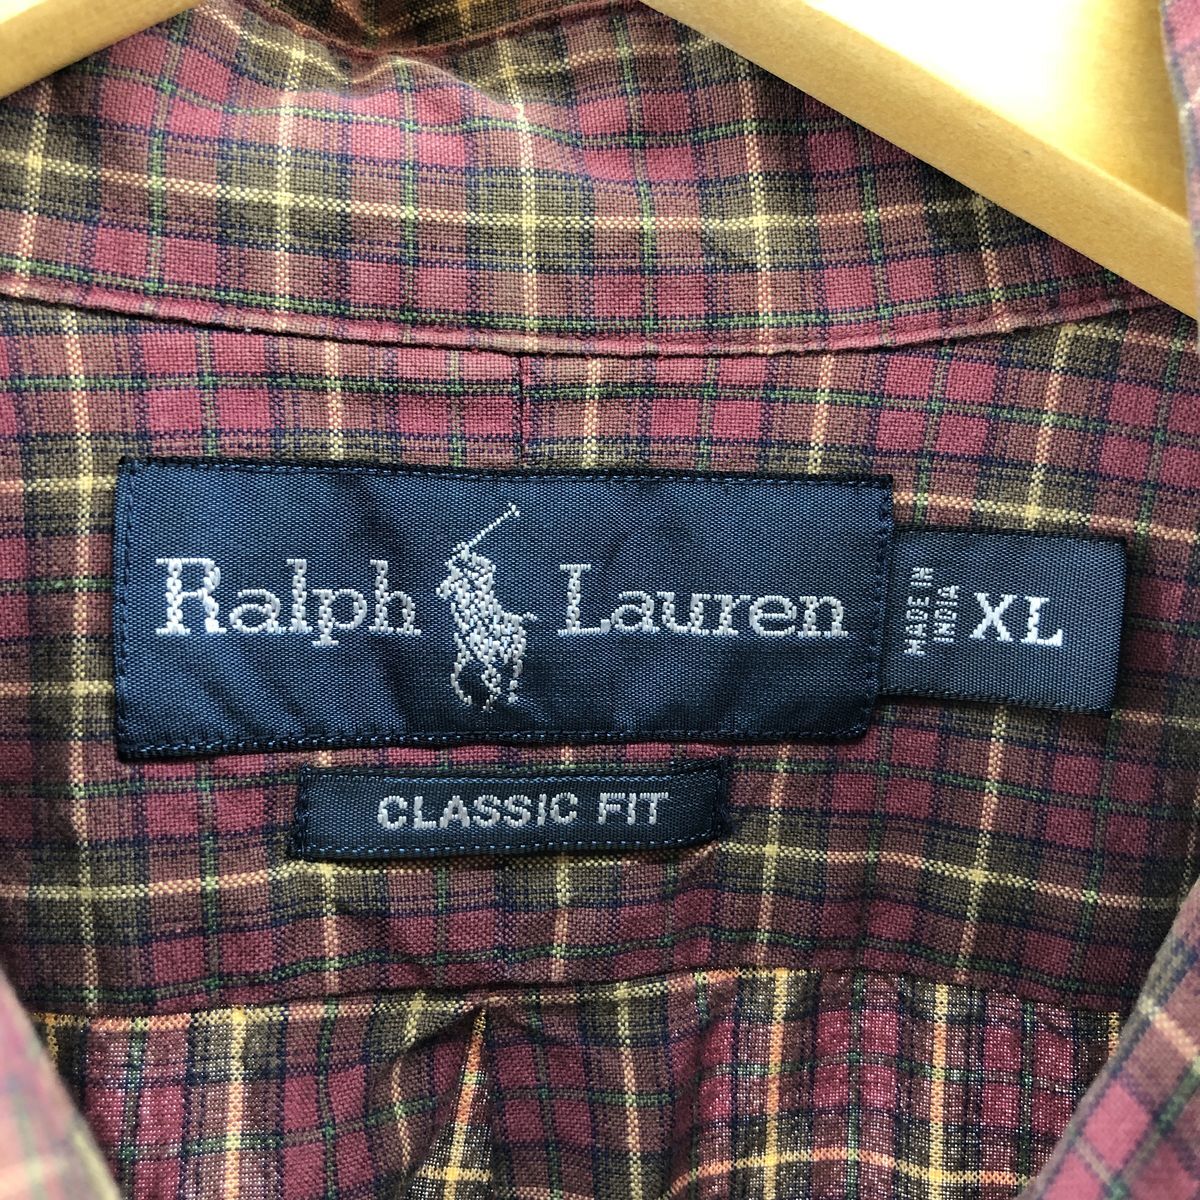 Ralph Lauren
MADE IN
INDIA
XL
CLASSIC FIT